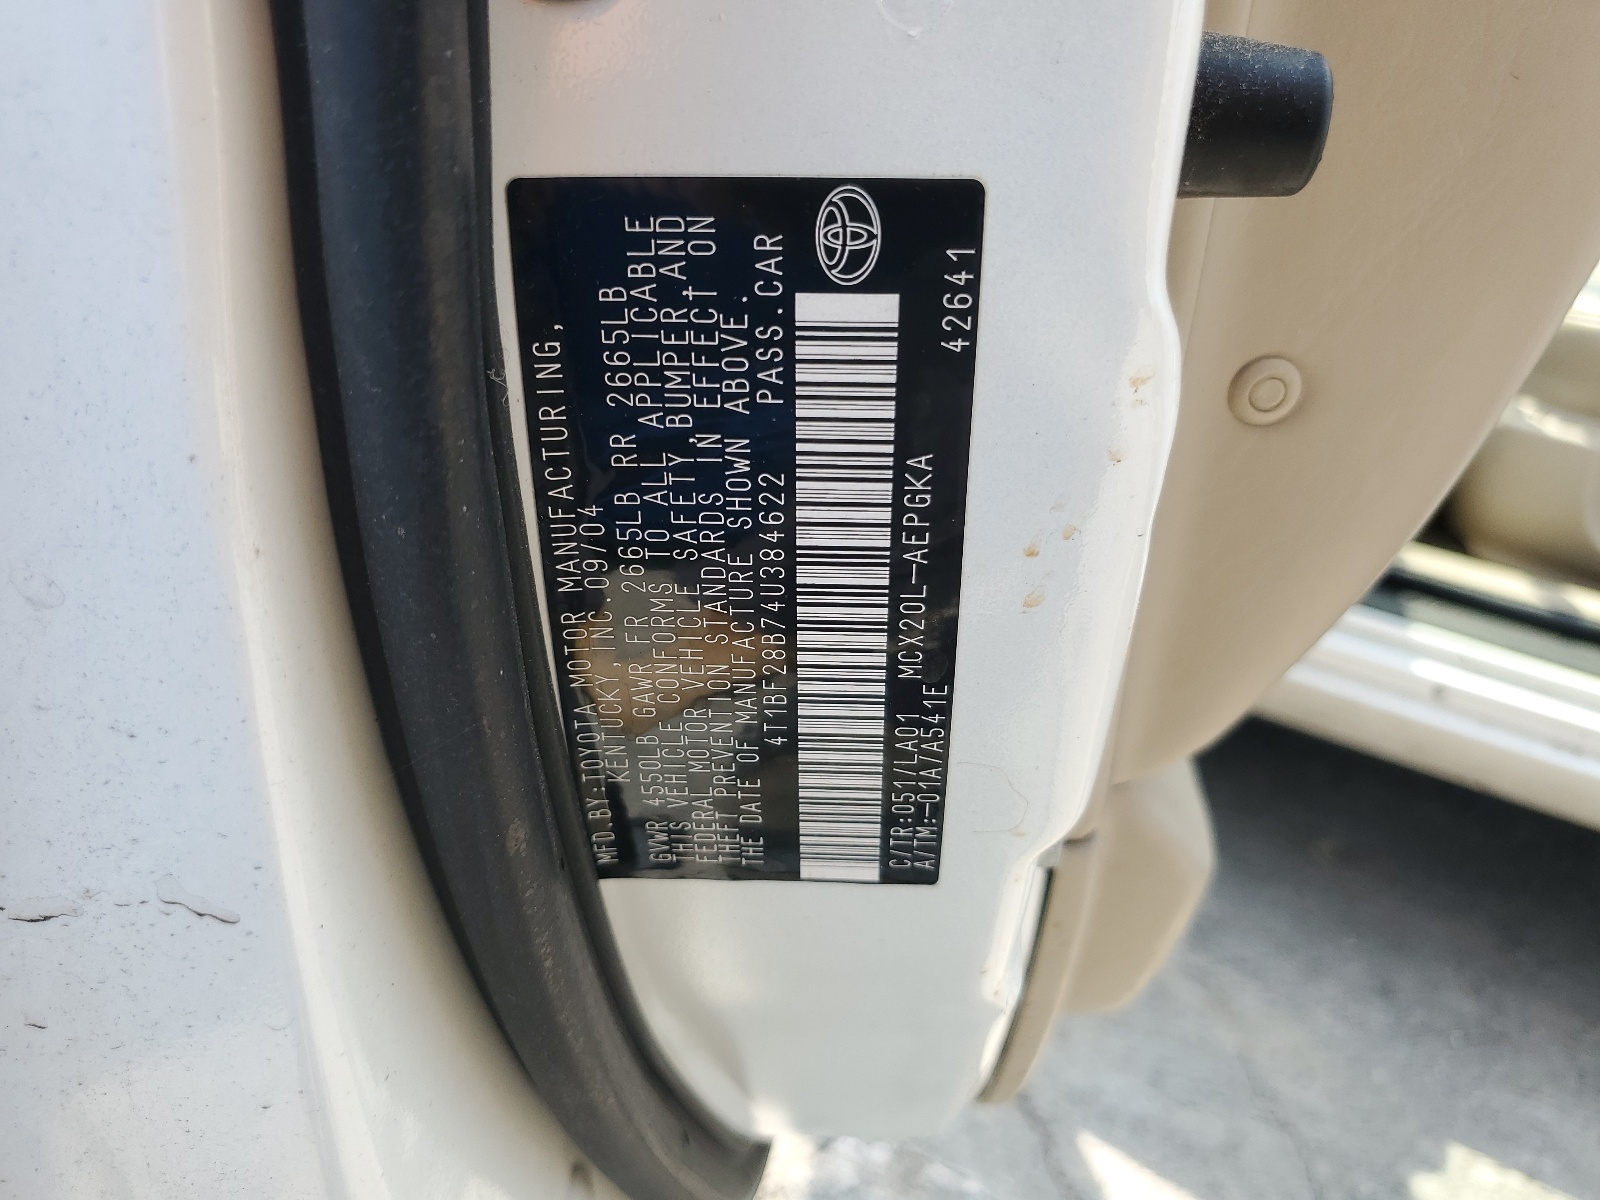 MFD.BY:TOYOTA MOTOR MANUFACTURING,
KENTUCKY, INC. 09/04
GVWR 4550LB GAWR FR 2665LB RR 2665LB
THIS VEHICLE CONFORMS TO ALL APPLICABLE
FEDERAL MOTOR VEHICLE SAFETY, BUMPER, AND
THEFT PREVENTION STANDARDS IN EFFECT ON
THE DATE OF MANUFACTURE SHOWN ABOVE.
4T1BF28B74U384622 PASS.CAR
C/TR:051/LA01 MCX20L-AEPGKA
A/TM:-01A/A541E 42641